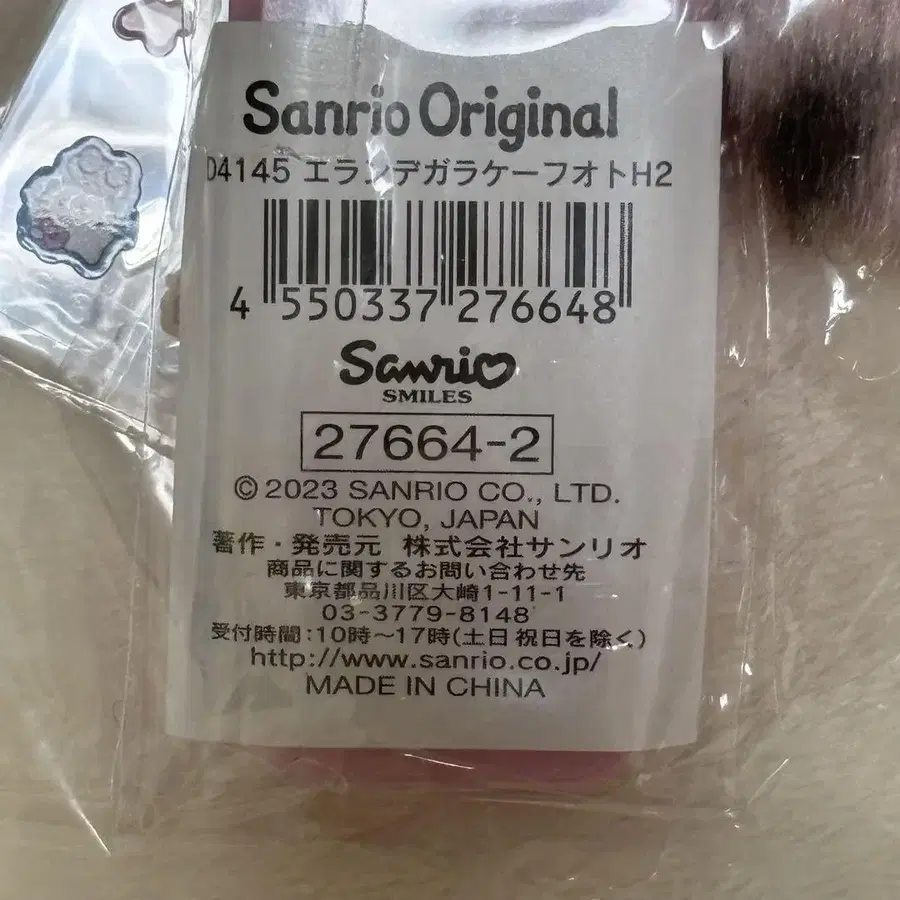 Sanrio Original
D4145 エランデガラケーフオトH2
4 550337 276648
Sanrio
SMILES
27664-2
© 2023 SANRIO CO., LTD.
TOKYO, JAPAN
著作・発売元 株式会社サンリオ
商品に関するお問い合わせ先
東京都品川区大崎1-11-1
03-3779-8148
受付時間:10時～17時(土日祝日を除く)
http://www.sanrio.co.jp/
MADE IN CHINA